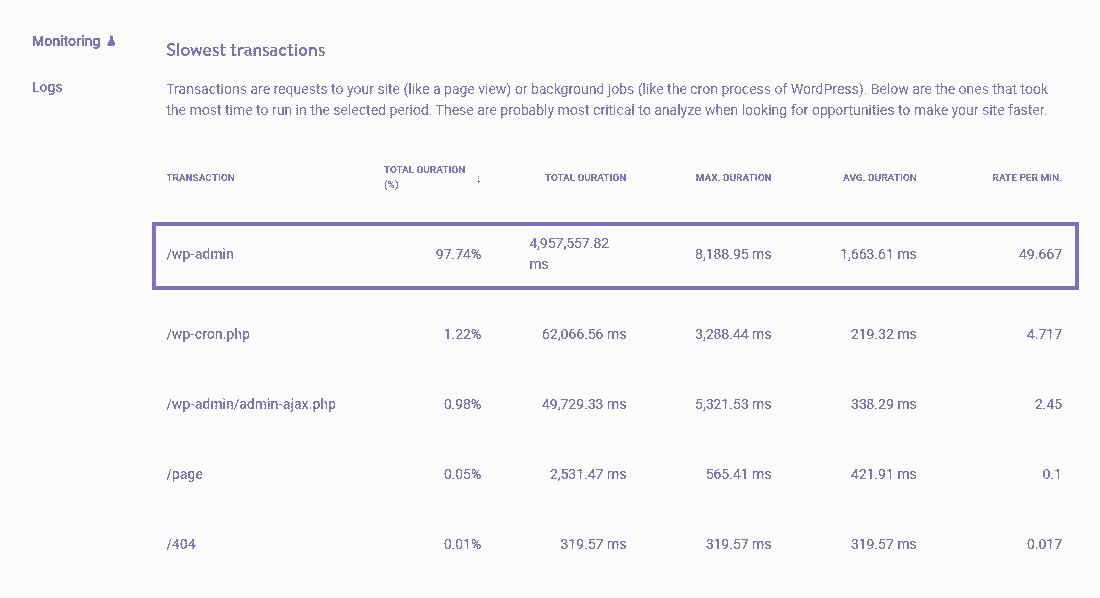 Monitoring
Slowest transactions
Logs
Transactions are requests to your site (like a page view) or background jobs (like the cron process of WordPress). Below are the ones that took
the most time to run in the selected period. These are probably most critical to analyze when looking for opportunities to make your site faster.
TRANSACTION TOTAL DURATION (%) ↓ TOTAL DURATION MAX. DURATION AVG. DURATION RATE PER MIN.
/wp-admin 97.74% 4,957,557.82 ms 8,188.95 ms 1,663.61 ms 49.667
/wp-cron.php 1.22% 62,066.56 ms 3,288.44 ms 219.32 ms 4.717
/wp-admin/admin-ajax.php 0.98% 49,729.33 ms 5,321.53 ms 338.29 ms 2.45
/page 0.05% 2,531.47 ms 565.41 ms 421.91 ms 0.1
/404 0.01% 319.57 ms 319.57 ms 319.57 ms 0.017